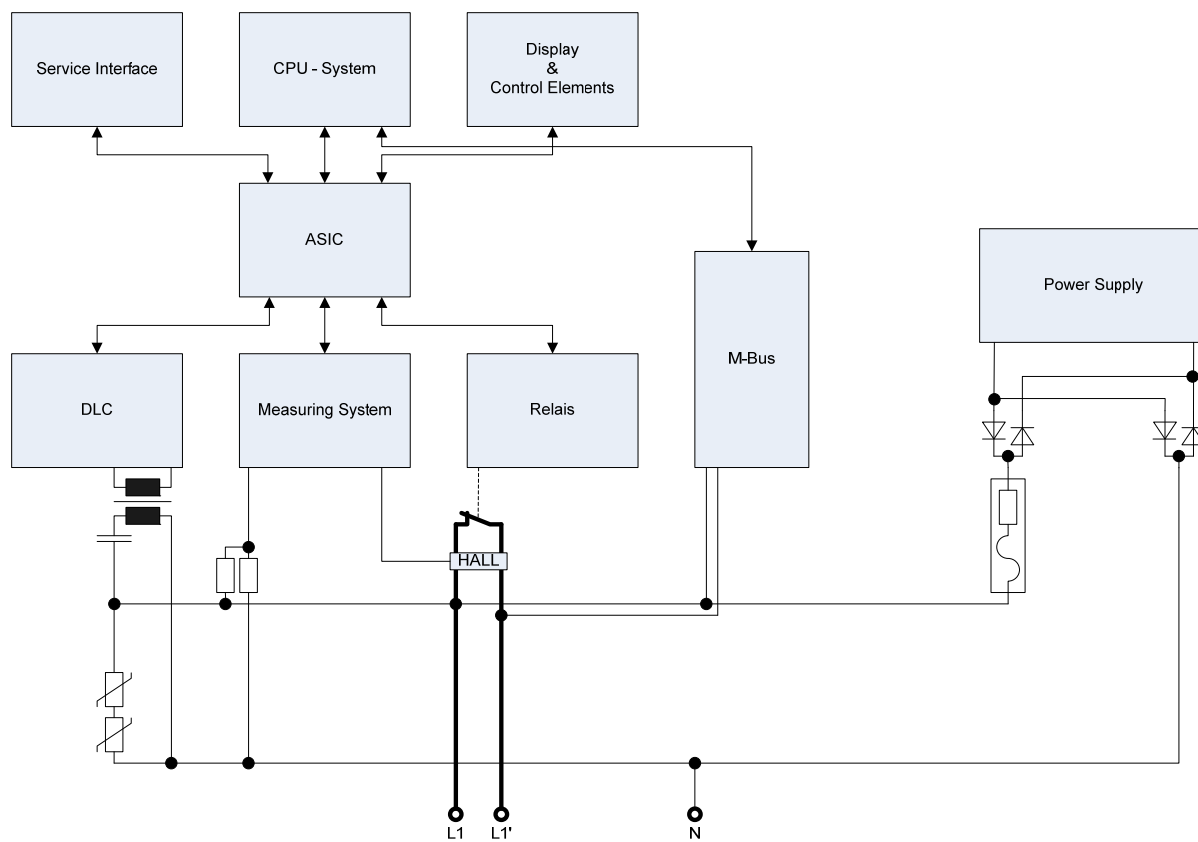 Service Interface
CPU - System
Display
&
Control Elements
ASIC
Power Supply
M-Bus
DLC
Measuring System
Relais
HALL
L1
L1'
N